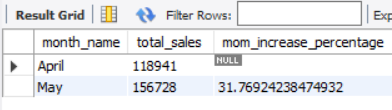 Result Grid Filter Rows: Exp
month_name total_sales mom_increase_percentage
April 118941 NULL
May 156728 31.76924238474932